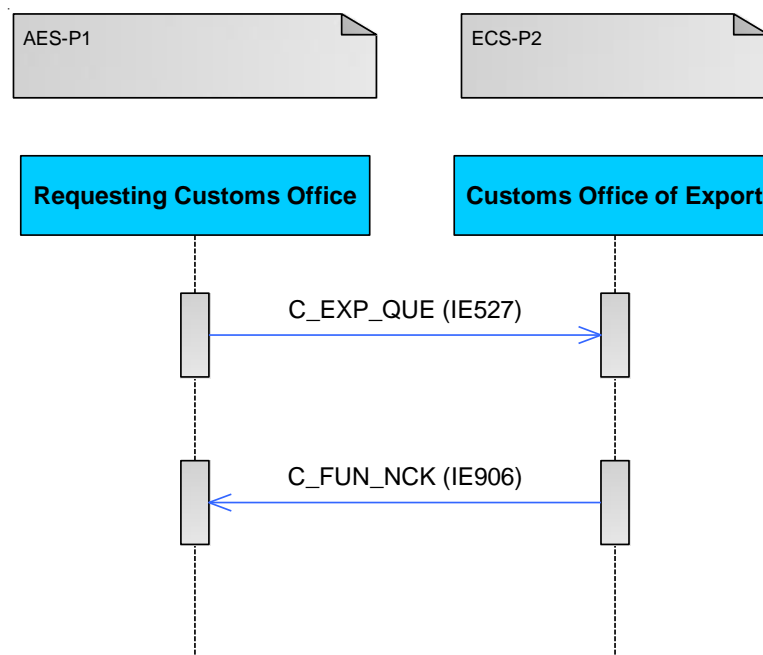 AES-P1
ECS-P2
Requesting Customs Office
Customs Office of Export
C_EXP_QUE (IE527)
C_FUN_NCK (IE906)